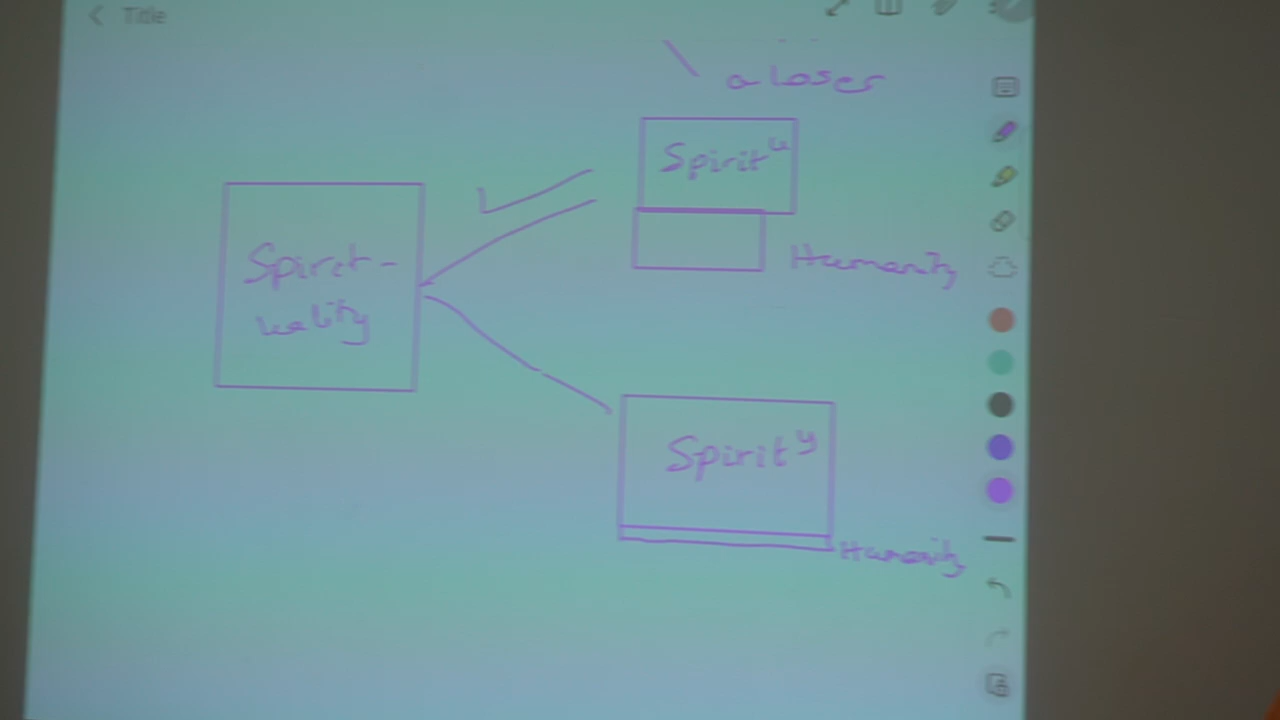 Title
a loser
Spirit y
Humanity
Spirit-
uality
Spirit y
Humanity